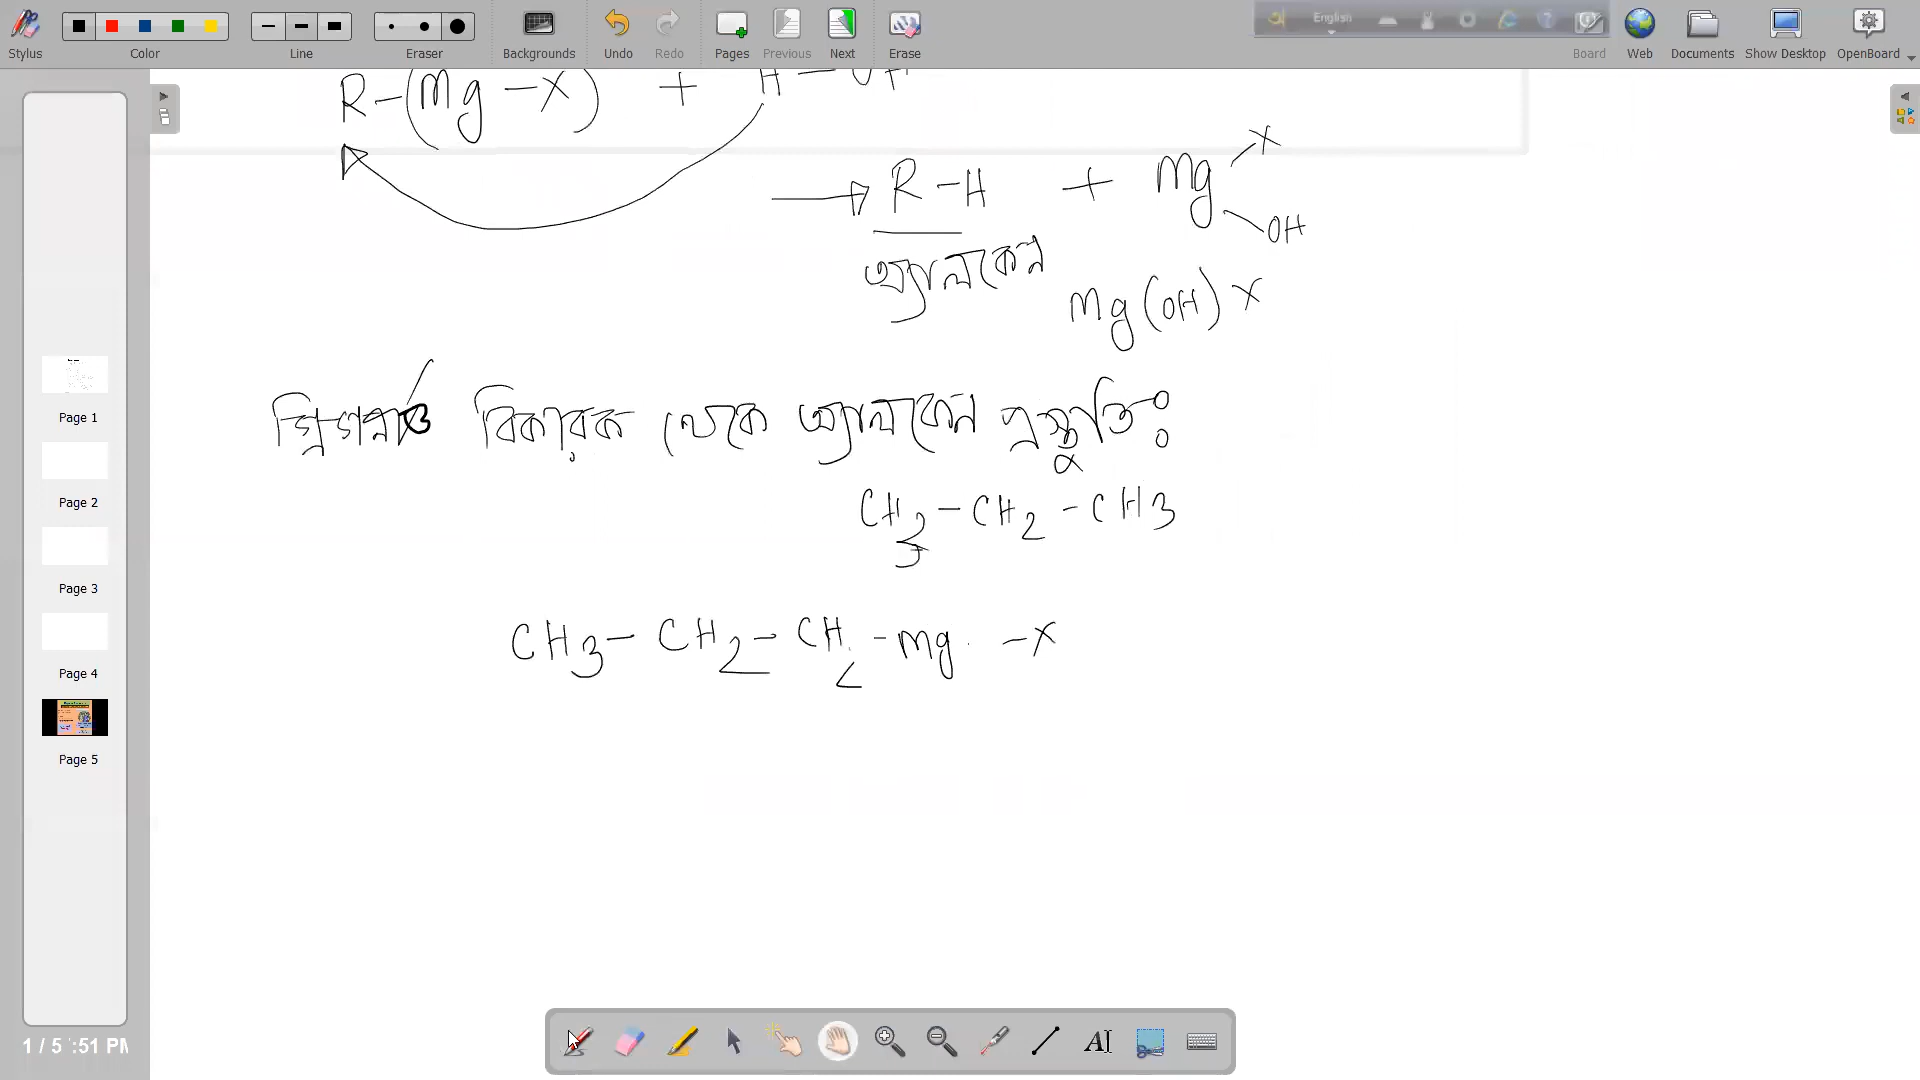 Stylus Color Line Eraser Backgrounds Undo Redo Pages Previous Next Erase English Board Web Documents Show Desktop OpenBoard
R-(Mg -X) + H-OH
→ R-H + Mg X OH
অ্যালকেন
Mg(OH)X
বিকারক থেকে অ্যালকেন প্রস্তুতি:
CH3-CH2-CH3
CH3-CH2-CH2-Mg-X
Page 1
Page 2
Page 3
Page 4
Page 5
1 / 5